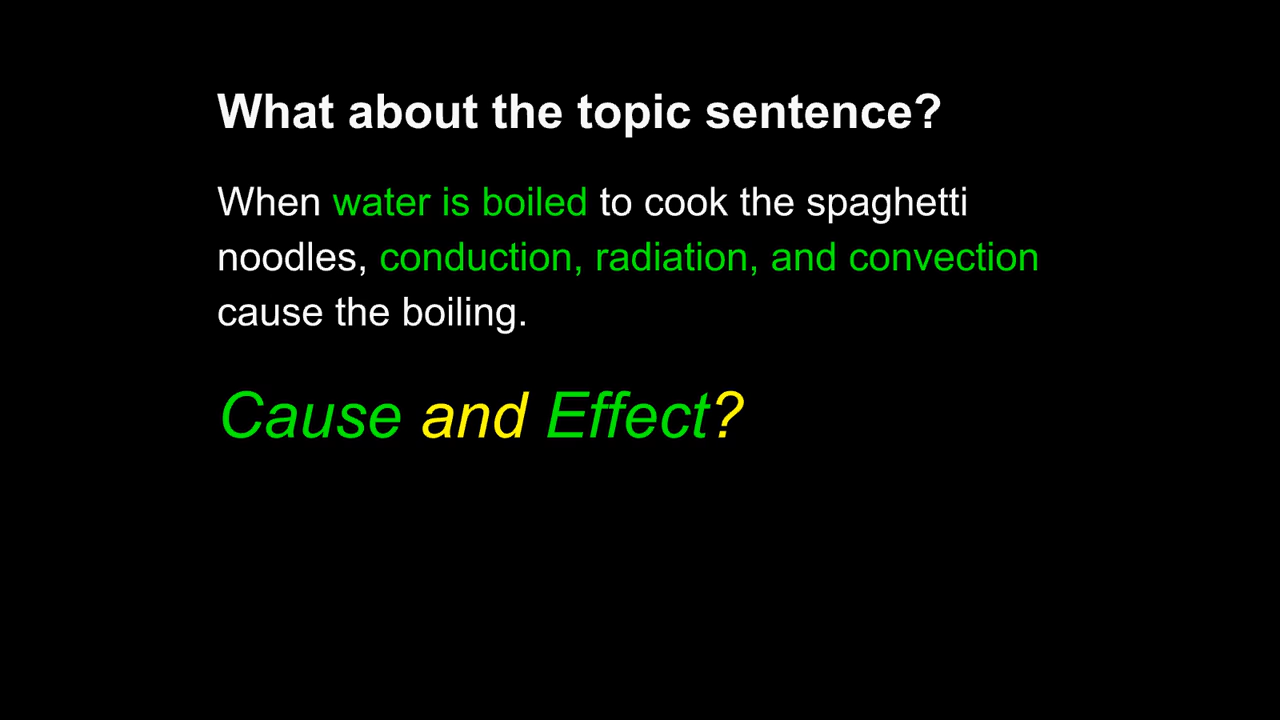 What about the topic sentence?
When water is boiled to cook the spaghetti
noodles, conduction, radiation, and convection
cause the boiling.
Cause and Effect?